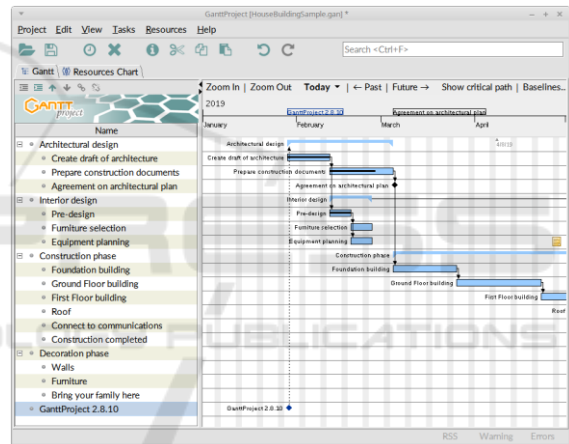 GanttProject [HouseBuildingSample.gan] *
Project Edit View Tasks Resources Help
Search <Ctrl+F>
Gantt Resources Chart
Zoom In | Zoom Out Today | ← Past | Future → Show critical path | Baselines...
GANTT project
2019
GanttProject 2.8.10 Agreement on architectural plan
January February March April
Name
Architectural design
Create draft of architecture
Prepare construction documents
Agreement on architectural plan
Interior design
Pre-design
Furniture selection
Equipment planning
Construction phase
Foundation building
Ground Floor building
First Floor building
Roof
Connect to communications
Construction completed
Decoration phase
Walls
Furniture
Bring your family here
GanttProject 2.8.10
Architectural design
Create draft of architecture
Prepare construction documents
Agreement on architectural plan
Interior design
Pre-design
Furniture selection
Equipment planning
Construction phase
Foundation building
Ground Floor building
First Floor building
Roof
GanttProject 2.8.10
RSS Warning Errors